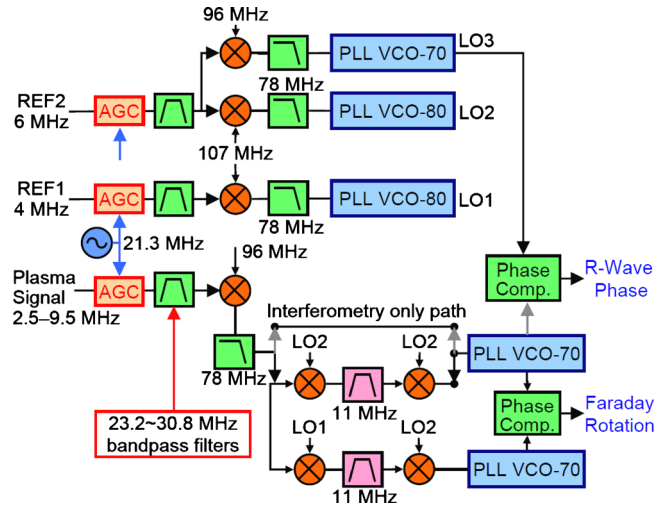 96 MHz
PLL VCO-70
LO3
78 MHz
REF2
6 MHz
AGC
PLL VCO-80
LO2
107 MHz
REF1
4 MHz
AGC
PLL VCO-80
LO1
78 MHz
21.3 MHz
96 MHz
Plasma
Signal
2.5–9.5 MHz
AGC
Phase
Comp.
R-Wave
Phase
Interferometry only path
LO2
LO2
PLL VCO-70
78 MHz
11 MHz
23.2~30.8 MHz
bandpass filters
Phase
Comp.
Faraday
Rotation
LO1
LO2
PLL VCO-70
11 MHz